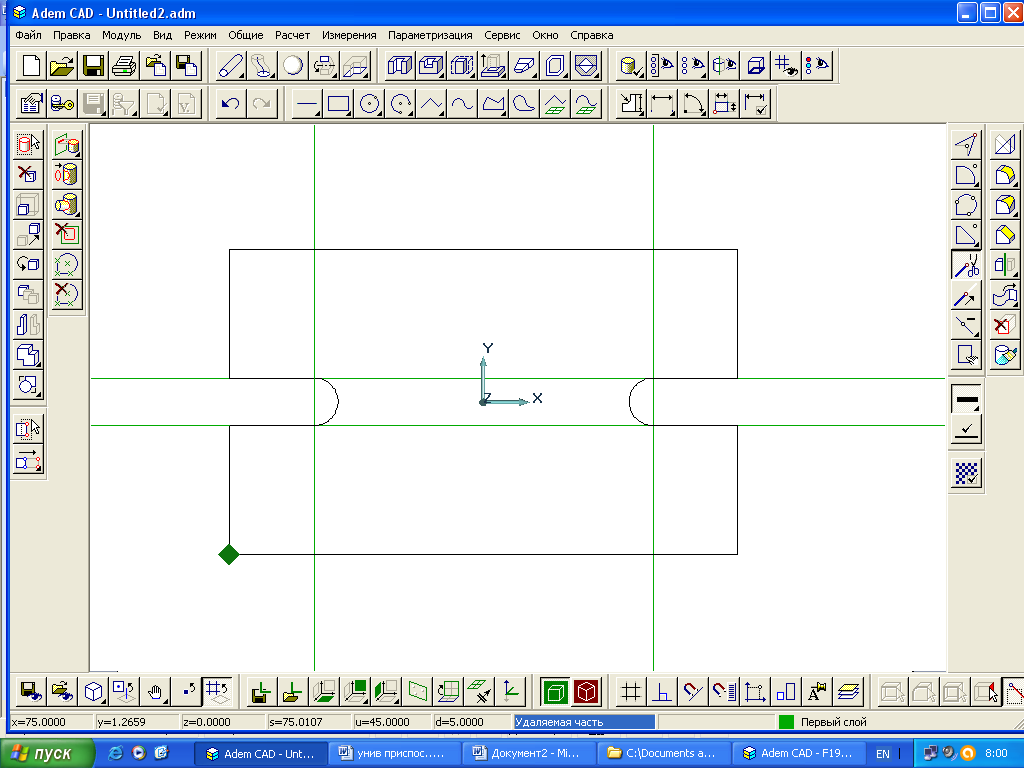 Adem CAD - Untitled2.adm
Файл Правка Модуль Вид Режим Общие Расчет Измерения Параметризация Сервис Окно Справка
Y
Z X
x=75.0000 y=1.2659 z=0.0000 s=75.0107 u=45.0000 d=5.0000 Удаляемая часть Первый слой
пуск Adem CAD - Unt... унив приспос.... Документ2 - Mi... C:\Documents a... Adem CAD - F19... EN 8:00